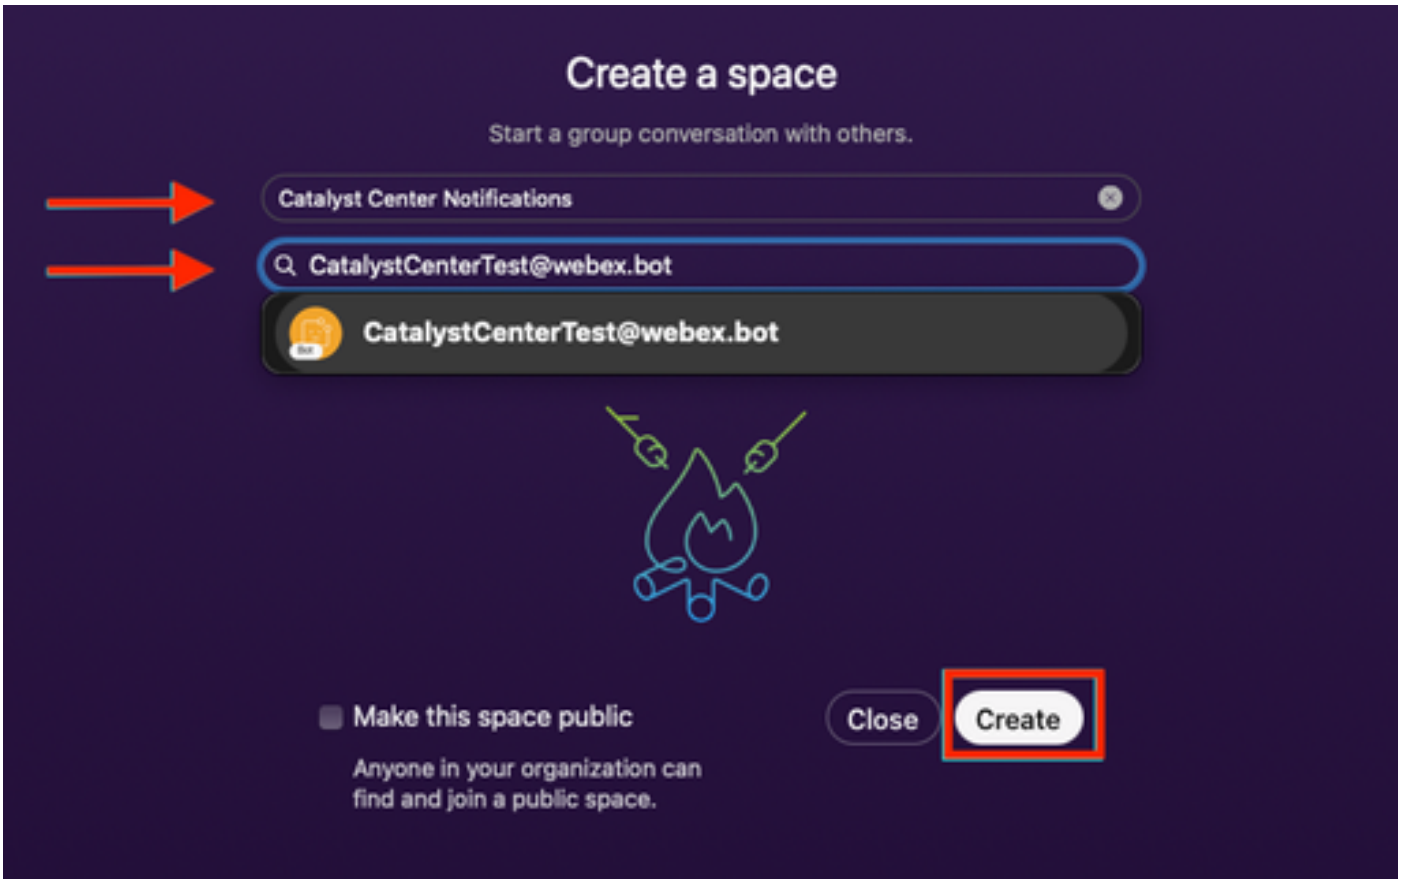 Create a space
Start a group conversation with others.
Catalyst Center Notifications
CatalystCenterTest@webex.bot
CatalystCenterTest@webex.bot
Bot
Make this space public
Close
Create
Anyone in your organization can
find and join a public space.